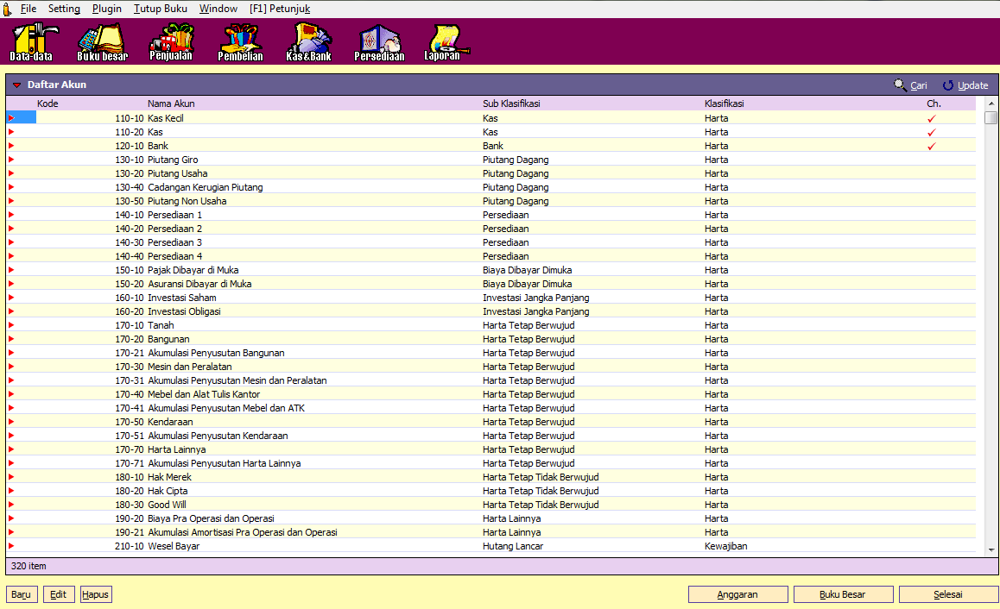 File Setting Plugin Tutup Buku Window [F1] Petunjuk
Data-data Buku besar Penjualan Pembelian Kas&Bank Persediaan Laporan
Daftar Akun Cari Update
Kode Nama Akun Sub Klasifikasi Klasifikasi Ch.
110-10 Kas Kecil Kas Harta
110-20 Kas Kas Harta
120-10 Bank Bank Harta
130-10 Piutang Giro Piutang Dagang Harta
130-20 Piutang Usaha Piutang Dagang Harta
130-40 Cadangan Kerugian Piutang Piutang Dagang Harta
130-50 Piutang Non Usaha Piutang Dagang Harta
140-10 Persediaan 1 Persediaan Harta
140-20 Persediaan 2 Persediaan Harta
140-30 Persediaan 3 Persediaan Harta
140-40 Persediaan 4 Persediaan Harta
150-10 Pajak Dibayar di Muka Biaya Dibayar Dimuka Harta
150-20 Asuransi Dibayar di Muka Biaya Dibayar Dimuka Harta
160-10 Investasi Saham Investasi Jangka Panjang Harta
160-20 Investasi Obligasi Investasi Jangka Panjang Harta
170-10 Tanah Harta Tetap Berwujud Harta
170-20 Bangunan Harta Tetap Berwujud Harta
170-21 Akumulasi Penyusutan Bangunan Harta Tetap Berwujud Harta
170-30 Mesin dan Peralatan Harta Tetap Berwujud Harta
170-31 Akumulasi Penyusutan Mesin dan Peralatan Harta Tetap Berwujud Harta
170-40 Mebel dan Alat Tulis Kantor Harta Tetap Berwujud Harta
170-41 Akumulasi Penyusutan Mebel dan ATK Harta Tetap Berwujud Harta
170-50 Kendaraan Harta Tetap Berwujud Harta
170-51 Akumulasi Penyusutan Kendaraan Harta Tetap Berwujud Harta
170-70 Harta Lainnya Harta Tetap Berwujud Harta
170-71 Akumulasi Penyusutan Harta Lainnya Harta Tetap Berwujud Harta
180-10 Hak Merek Harta Tetap Tidak Berwujud Harta
180-20 Hak Cipta Harta Tetap Tidak Berwujud Harta
180-30 Good Will Harta Tetap Tidak Berwujud Harta
190-20 Biaya Pra Operasi dan Operasi Harta Lainnya Harta
190-21 Akumulasi Amortisasi Pra Operasi dan Operasi Harta Lainnya Harta
210-10 Wesel Bayar Hutang Lancar Kewajiban
320 item
Baru Edit Hapus Anggaran Buku Besar Selesai